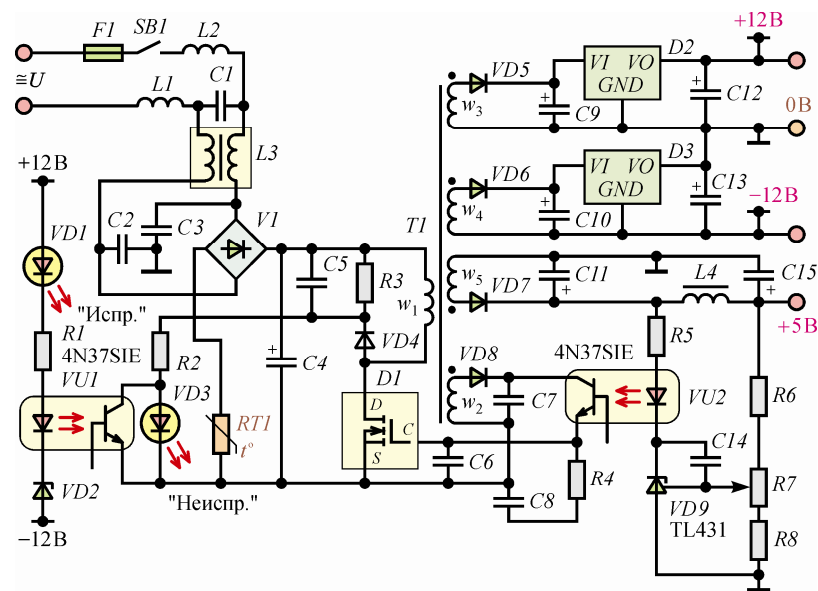 F1 SB1 L2
≅U L1 C1
L3
+12В
VD1
"Испр."
R1
4N37SIE
VU1
VD2
−12В
C2 C3 V1
R2
VD3
"Неиспр."
RT1
t°
C4
C5 R3
VD4
D1
D
S
C
T1
w1
w3 VD5
C9
VI VO
GND
D2
C12
+12В
0В
w4 VD6
C10
VI VO
GND
D3
C13
−12В
w5 VD7
C11
L4
C15
+5В
R5
w2 VD8
C7
4N37SIE
VU2
R6
C6
C8
R4
C14
VD9
TL431
R7
R8